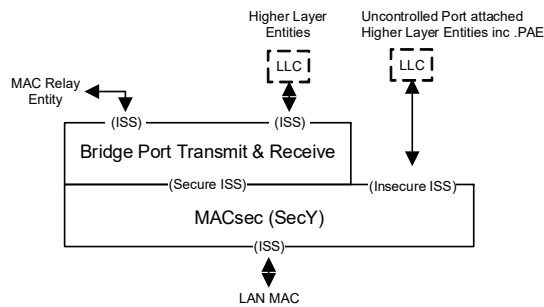 Higher Layer
Entities
Uncontrolled Port attached
Higher Layer Entities inc .PAE
LLC
LLC
MAC Relay
Entity
(ISS)
(ISS)
Bridge Port Transmit & Receive
(Secure ISS)
(Insecure ISS)
MACsec (SecY)
(ISS)
LAN MAC